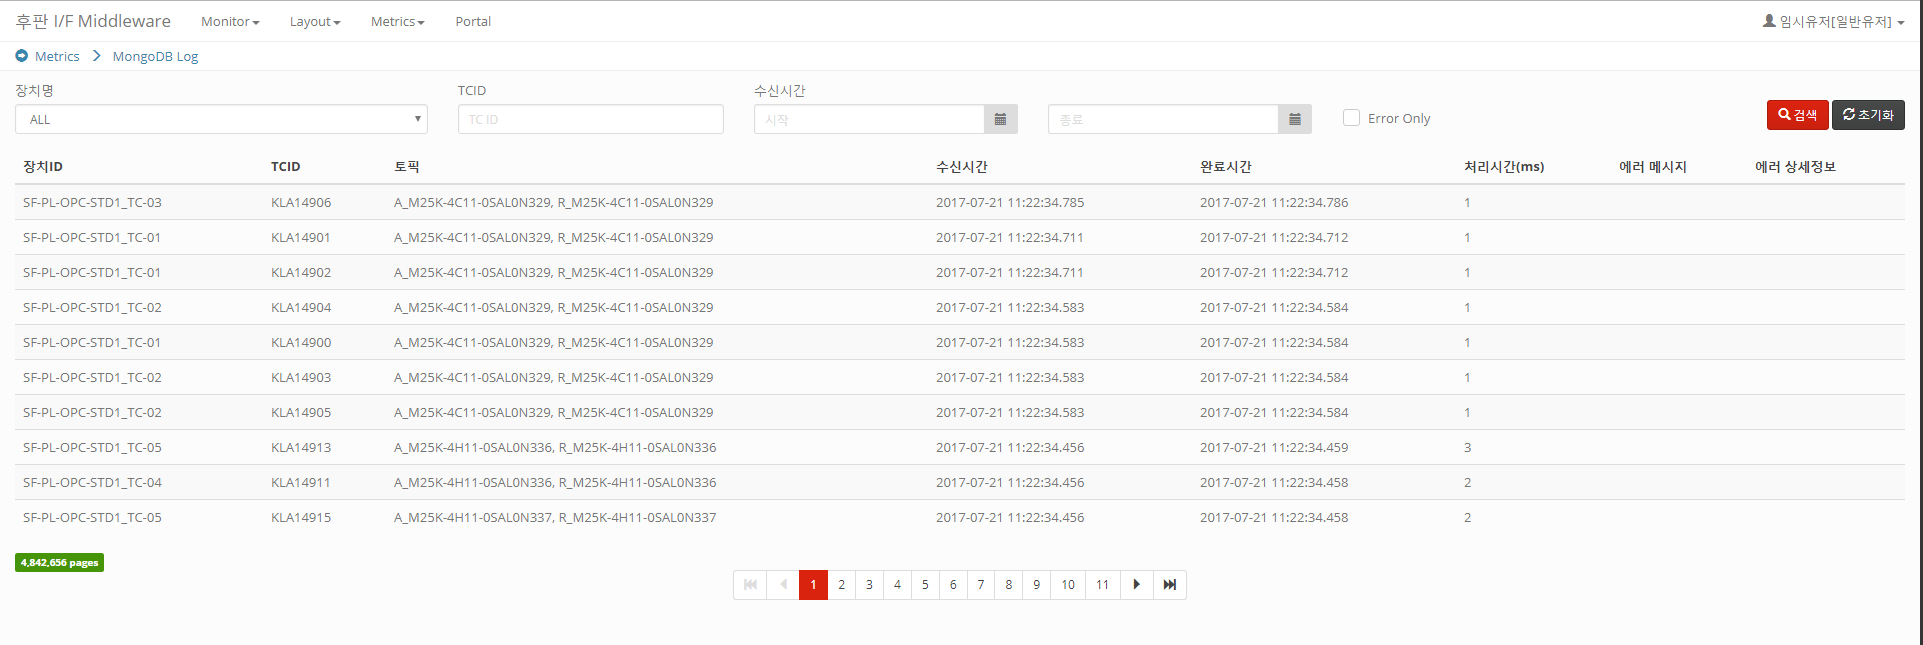 후판 I/F Middleware Monitor Layout Metrics Portal 임시유저[일반유저]
Metrics MongoDB Log
장치명 TCID 수신시간
ALL TC ID 시작 종료 Error Only 검색 초기화
장치ID TCID 토픽 수신시간 완료시간 처리시간(ms) 에러 메시지 에러 상세정보
SF-PL-OPC-STD1_TC-03 KLA14906 A_M25K-4C11-0SAL0N329, R_M25K-4C11-0SAL0N329 2017-07-21 11:22:34.785 2017-07-21 11:22:34.786 1
SF-PL-OPC-STD1_TC-01 KLA14901 A_M25K-4C11-0SAL0N329, R_M25K-4C11-0SAL0N329 2017-07-21 11:22:34.711 2017-07-21 11:22:34.712 1
SF-PL-OPC-STD1_TC-01 KLA14902 A_M25K-4C11-0SAL0N329, R_M25K-4C11-0SAL0N329 2017-07-21 11:22:34.711 2017-07-21 11:22:34.712 1
SF-PL-OPC-STD1_TC-02 KLA14904 A_M25K-4C11-0SAL0N329, R_M25K-4C11-0SAL0N329 2017-07-21 11:22:34.583 2017-07-21 11:22:34.584 1
SF-PL-OPC-STD1_TC-01 KLA14900 A_M25K-4C11-0SAL0N329, R_M25K-4C11-0SAL0N329 2017-07-21 11:22:34.583 2017-07-21 11:22:34.584 1
SF-PL-OPC-STD1_TC-02 KLA14903 A_M25K-4C11-0SAL0N329, R_M25K-4C11-0SAL0N329 2017-07-21 11:22:34.583 2017-07-21 11:22:34.584 1
SF-PL-OPC-STD1_TC-02 KLA14905 A_M25K-4C11-0SAL0N329, R_M25K-4C11-0SAL0N329 2017-07-21 11:22:34.583 2017-07-21 11:22:34.584 1
SF-PL-OPC-STD1_TC-05 KLA14913 A_M25K-4H11-0SAL0N336, R_M25K-4H11-0SAL0N336 2017-07-21 11:22:34.456 2017-07-21 11:22:34.459 3
SF-PL-OPC-STD1_TC-04 KLA14911 A_M25K-4H11-0SAL0N336, R_M25K-4H11-0SAL0N336 2017-07-21 11:22:34.456 2017-07-21 11:22:34.458 2
SF-PL-OPC-STD1_TC-05 KLA14915 A_M25K-4H11-0SAL0N337, R_M25K-4H11-0SAL0N337 2017-07-21 11:22:34.456 2017-07-21 11:22:34.458 2
4,842,656 pages
1 2 3 4 5 6 7 8 9 10 11